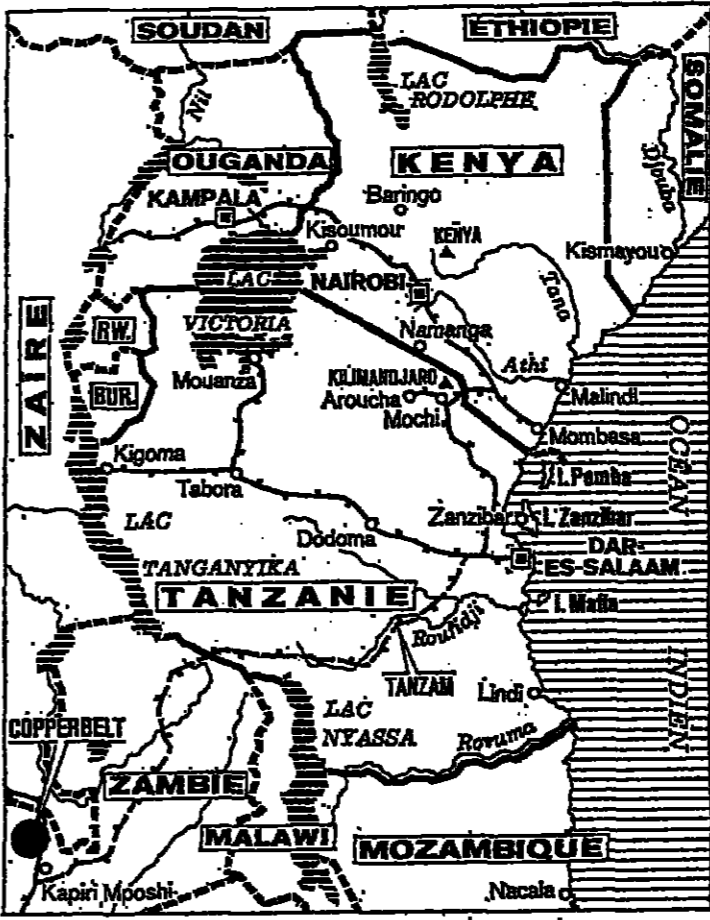 SOUDAN
ETHIOPIE
SOMALIE
LAC
RODOLPHE
Nil
OUGANDA
KENYA
Djouba
KAMPALA
Baringo
Kisoumou
KENYA
Kismayou
LAC
VICTORIA
NAIROBI
Tana
ZAÏRE
RW.
Namanga
Athi
Mouanza
KILIMANDJARO
BUR.
Aroucha
Mochi
Malindi
Mombasa
OCÉAN
INDIEN
Kigoma
Tabora
I. Pemba
LAC
TANGANYIKA
Zanzibar
I. Zanzibar
Dodoma
DAR-
ES-SALAAM
TANZANIE
I. Mafia
Roufidji
TANZAM
Lindi
LAC
NYASSA
Rovuma
COPPERBELT
ZAMBIE
MALAWI
MOZAMBIQUE
Kapiri Mposhi
Nacala